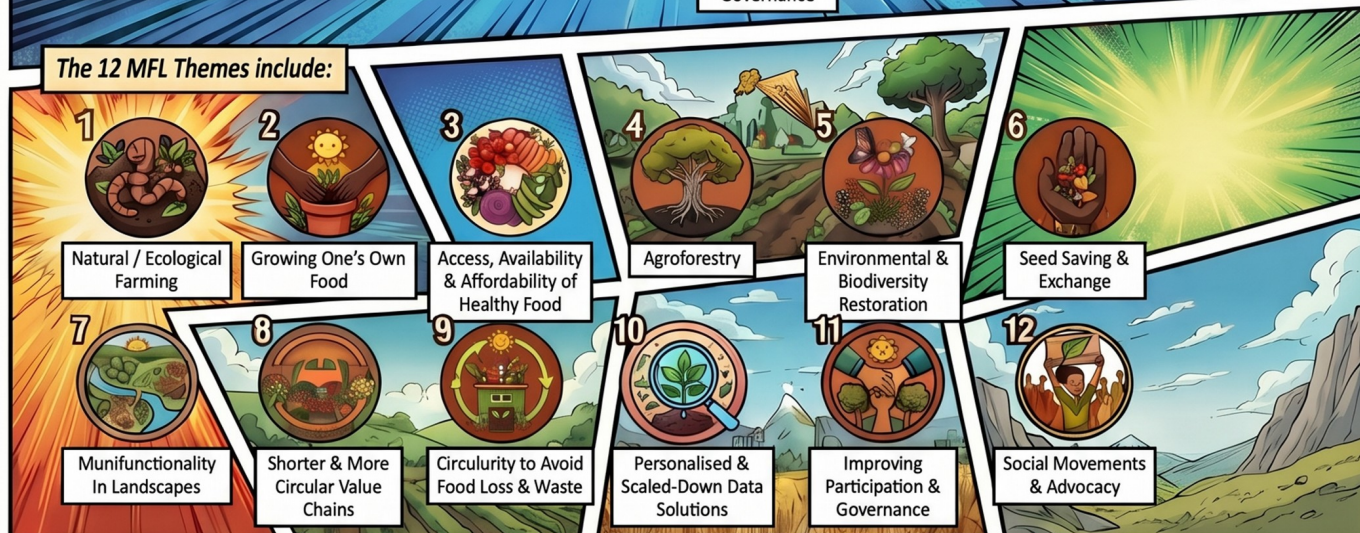 Governance
The 12 MFL Themes include:
1
Natural / Ecological
Farming
2
Growing One's Own
Food
3
Access, Availability
& Affordability of
Healthy Food
4
Agroforestry
5
Environmental &
Biodiversity
Restoration
6
Seed Saving &
Exchange
7
Munifunctionality
In Landscapes
8
Shorter & More
Circular Value
Chains
9
Circulurity to Avoid
Food Loss & Waste
10
Personalised &
Scaled-Down Data
Solutions
11
Improving
Participation &
Governance
12
Social Movements
& Advocacy